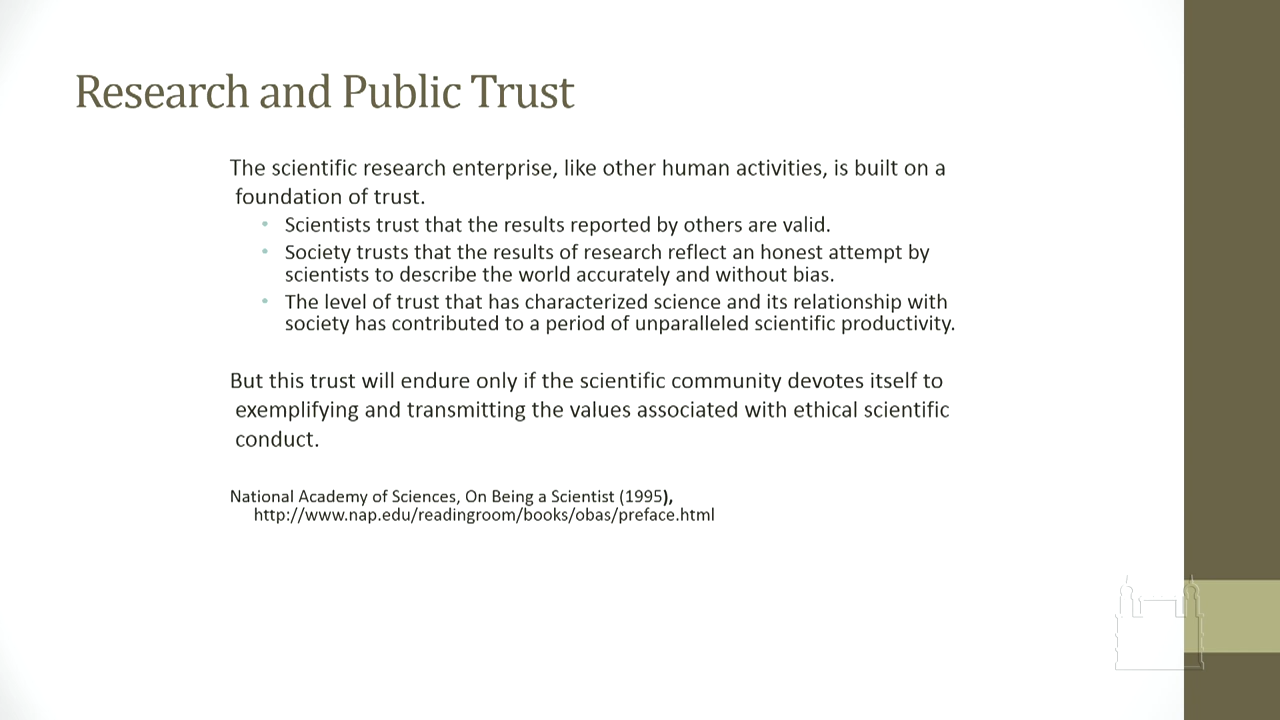 Research and Public Trust
The scientific research enterprise, like other human activities, is built on a
foundation of trust.
• Scientists trust that the results reported by others are valid.
• Society trusts that the results of research reflect an honest attempt by
scientists to describe the world accurately and without bias.
• The level of trust that has characterized science and its relationship with
society has contributed to a period of unparalleled scientific productivity.
But this trust will endure only if the scientific community devotes itself to
exemplifying and transmitting the values associated with ethical scientific
conduct.
National Academy of Sciences, On Being a Scientist (1995),
http://www.nap.edu/readingroom/books/obas/preface.html